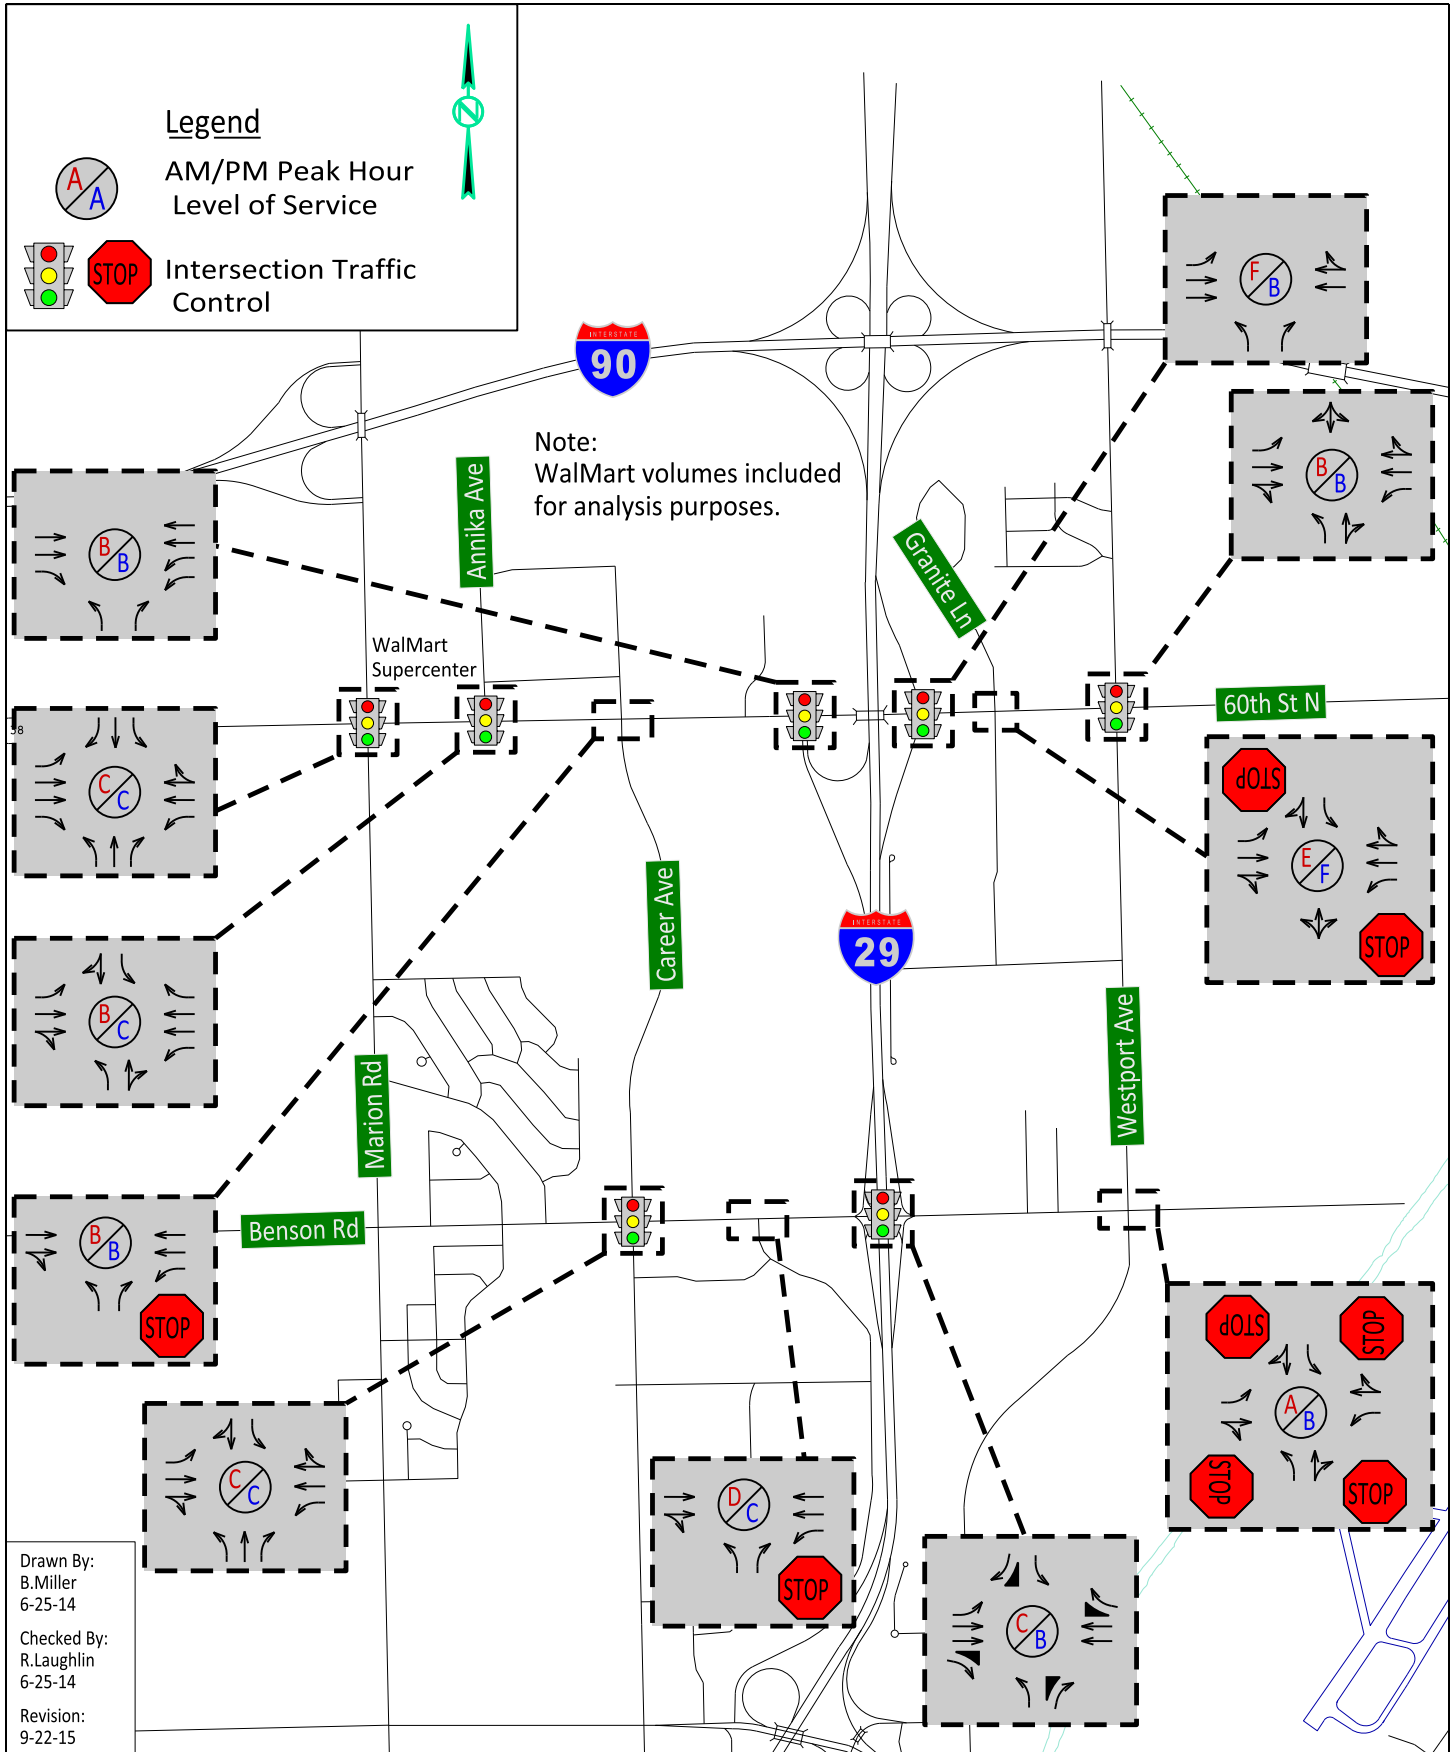 Legend
A
A
AM/PM Peak Hour
Level of Service
STOP
Intersection Traffic
Control
N
INTERSTATE
90
Note:
WalMart volumes included
for analysis purposes.
F
B
B
B
Annika Ave
Granite Ln
B
B
WalMart
Supercenter
60th St N
38
C
C
STOP
E
F
STOP
Career Ave
INTERSTATE
29
B
C
Westport Ave
Marion Rd
Benson Rd
B
B
STOP
STOP
STOP
A
B
STOP
STOP
C
C
D
C
STOP
C
B
Drawn By:
B.Miller
6-25-14
Checked By:
R.Laughlin
6-25-14
Revision:
9-22-15